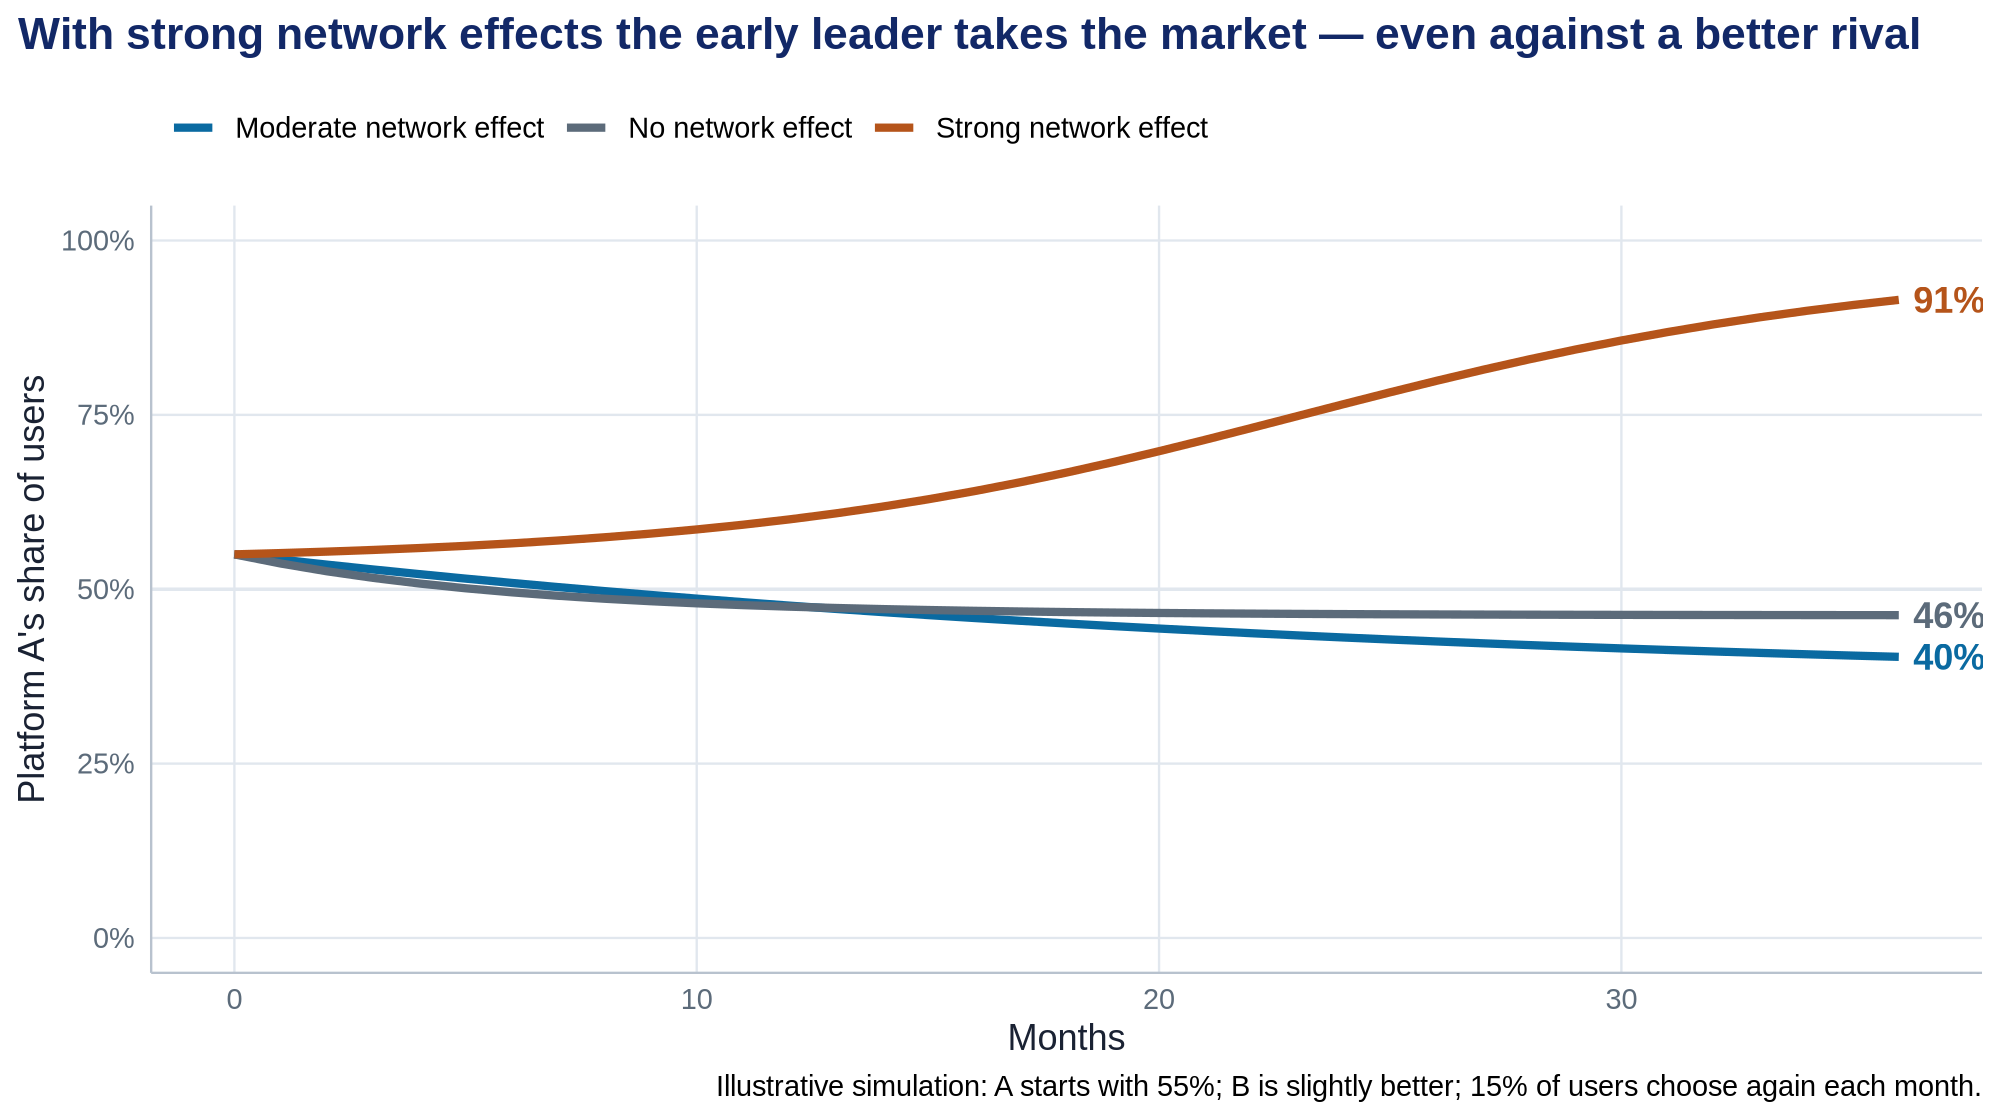 With strong network effects the early leader takes the market — even against a better rival
Moderate network effect
No network effect
Strong network effect
Platform A's share of users
100%
75%
50%
25%
0%
91%
46%
40%
0
10
20
30
Months
Illustrative simulation: A starts with 55%; B is slightly better; 15% of users choose again each month.